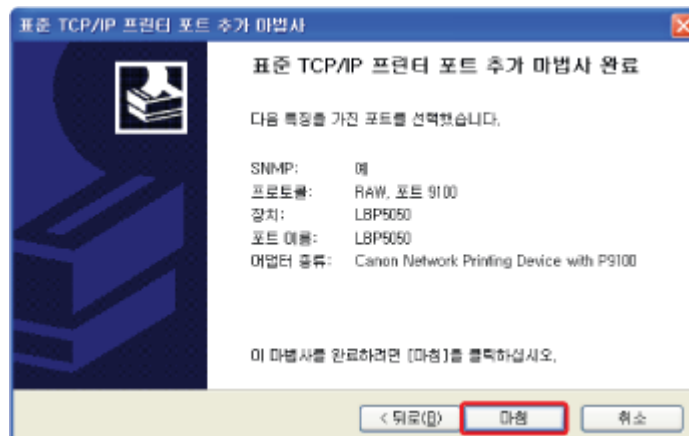 표준 TCP/IP 프린터 포트 추가 마법사
표준 TCP/IP 프린터 포트 추가 마법사 완료
다음 특징을 가진 포트를 선택했습니다.
SNMP: 예
프로토콜: RAW, 포트 9100
장치: LBP5050
포트 이름: LBP5050
어댑터 종류: Canon Network Printing Device with P9100
이 마법사를 완료하려면 [마침]을 클릭하십시오.
< 뒤로(B) 마침 취소